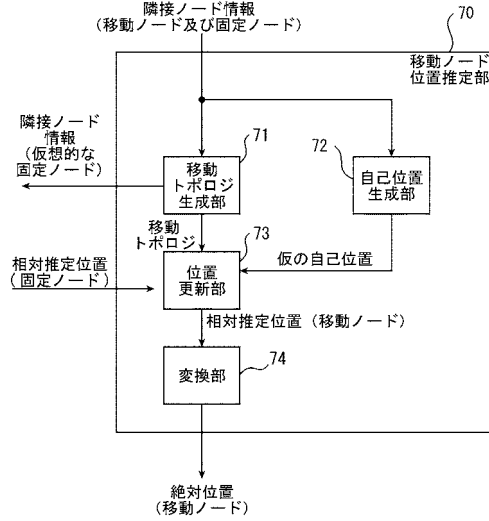 隣接ノード情報
(移動ノード及び固定ノード)
70
移動ノード
位置推定部
隣接ノード
情報
(仮想的な
固定ノード)
71
移動
トポロジ
生成部
72
自己位置
生成部
移動
トポロジ
73
仮の自己位置
相対推定位置
(固定ノード)
位置
更新部
相対推定位置(移動ノード)
74
変換部
絶対位置
(移動ノード)